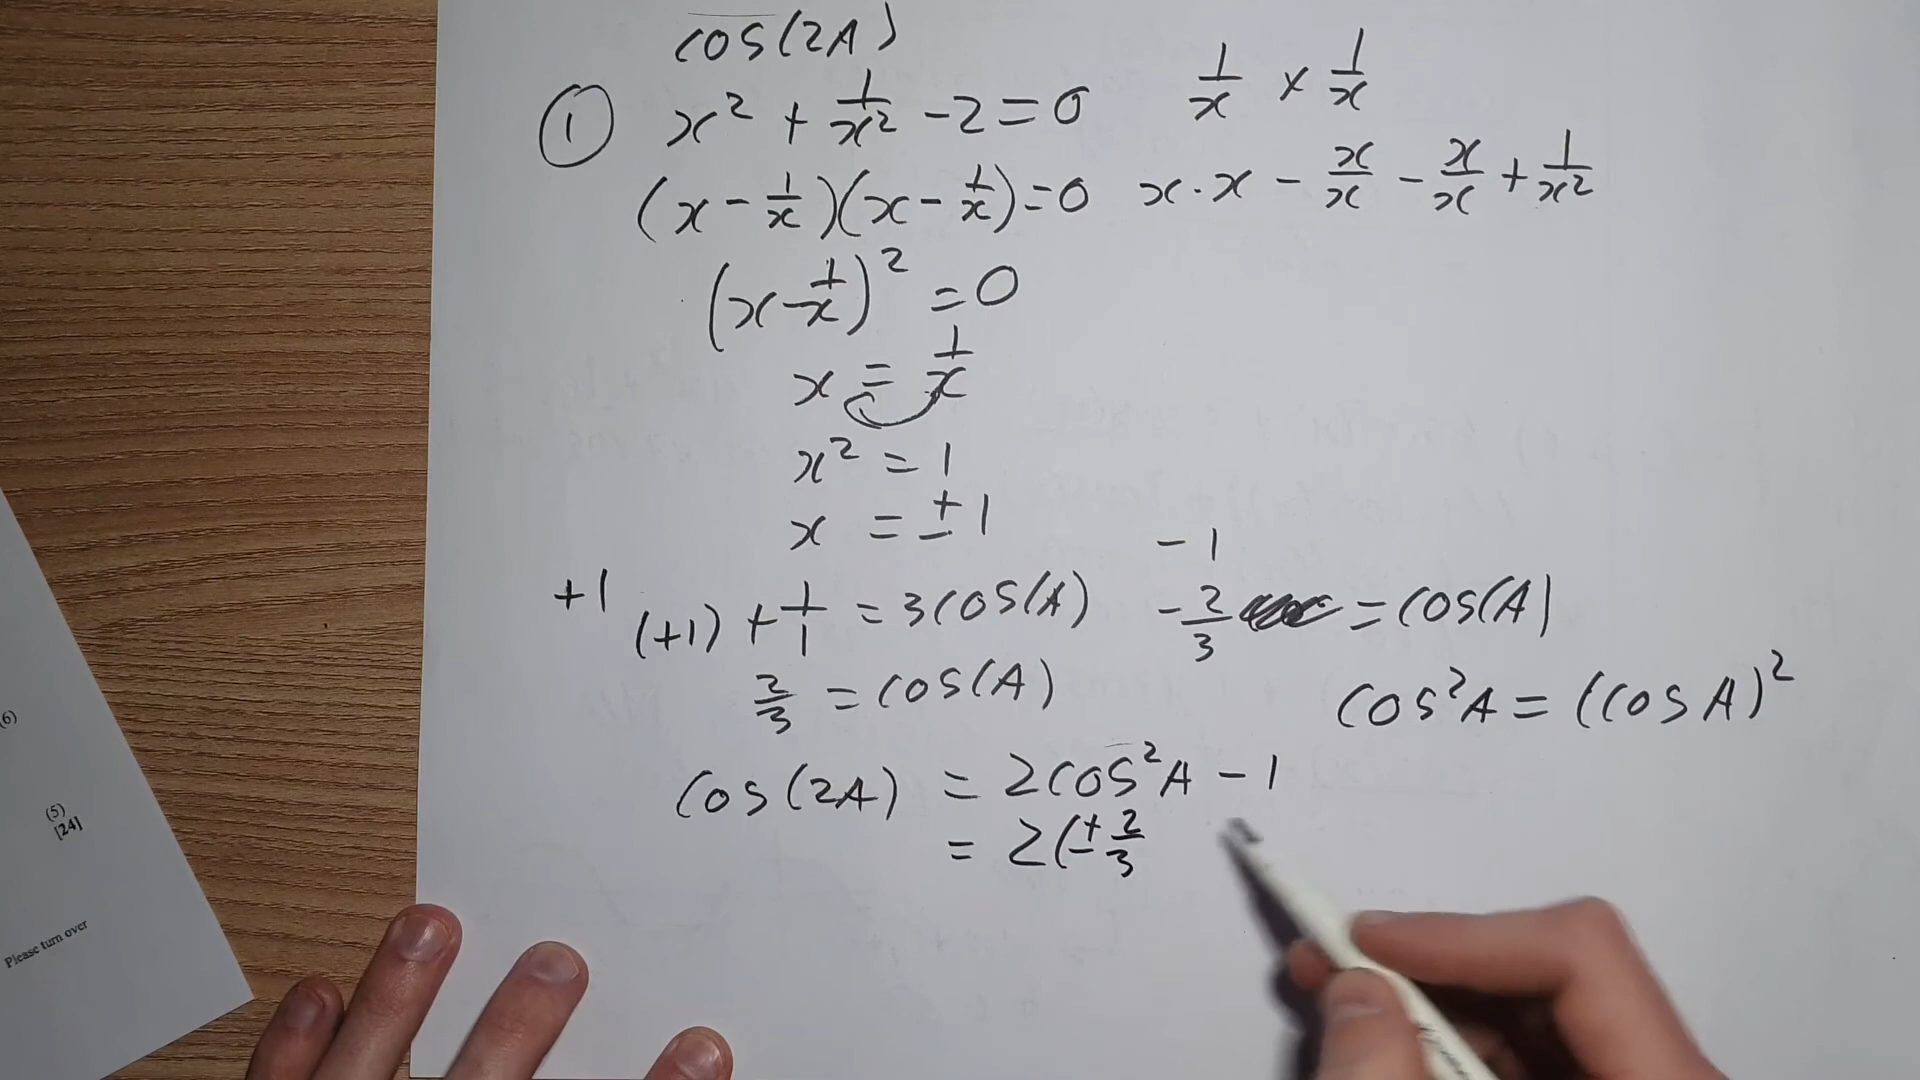 cos(2A)
① x² + 1/x² - 2 = 0
1/x × 1/x
(x - 1/x)(x - 1/x) = 0
x · x - x/x - x/x + 1/x²
(x - 1/x)² = 0
x = 1/x
x² = 1
x = ± 1
+1 (+1) + 1/1 = 3cos(A)
-1
-2/3 = cos(A)
2/3 = cos(A)
cos²A = (cos A)²
cos(2A) = 2cos²A - 1
= 2(± 2/3
(6)
(5)
[24]
Please turn over